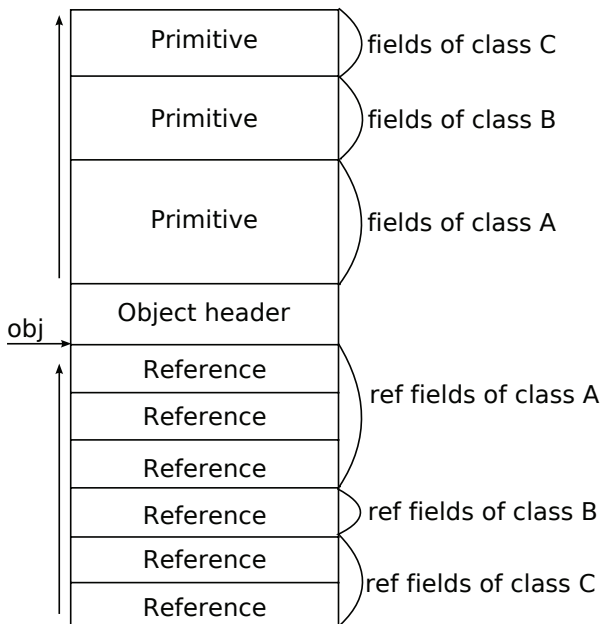 Primitive
fields of class C
Primitive
fields of class B
Primitive
fields of class A
Object header
obj
Reference
ref fields of class A
Reference
Reference
Reference
ref fields of class B
Reference
ref fields of class C
Reference